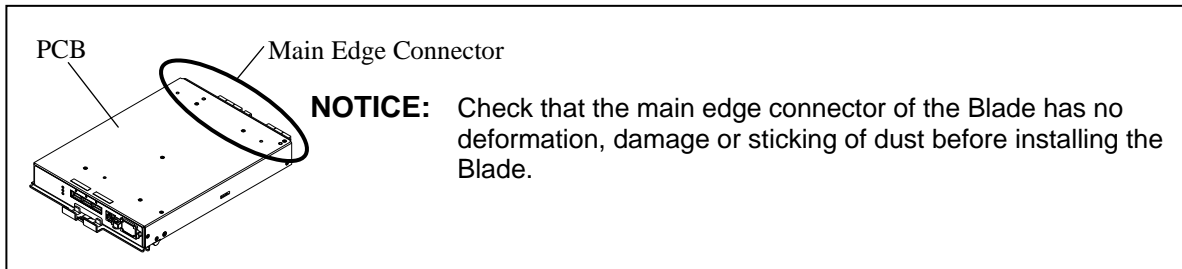 PCB
Main Edge Connector
NOTICE: Check that the main edge connector of the Blade has no
deformation, damage or sticking of dust before installing the
Blade.